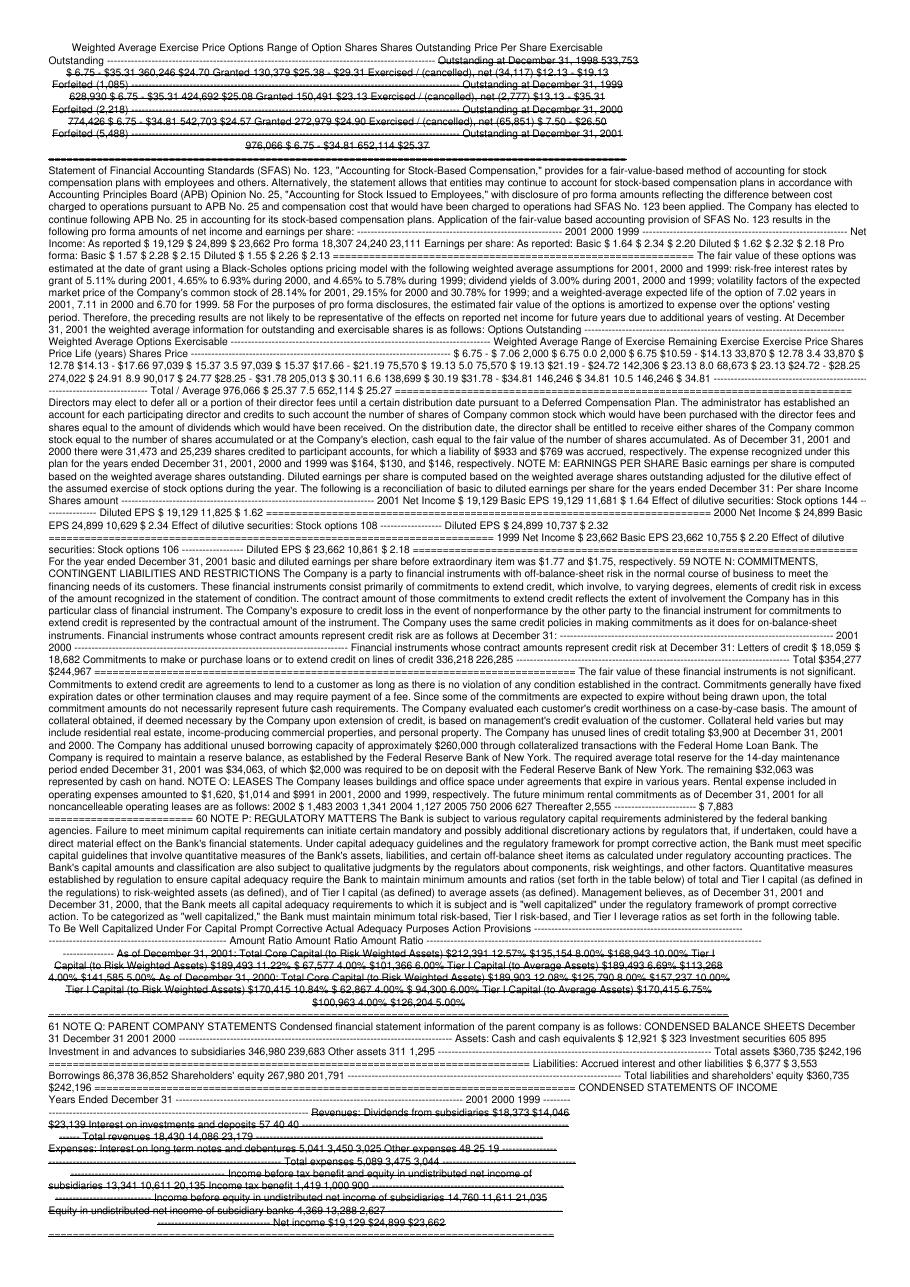 Weighted Average Exercise Price Options Range of Option Shares Shares Outstanding Price Per Share Exercisable
Outstanding -------------------------------------------------------------------------------- Outstanding at December 31, 1998 533,753
$ 6.75 - $35.31 360,246 $24.70 Granted 130,379 $25.38 - $29.31 Exercised / (cancelled), net (34,117) $12.13 - $19.13
Forfeited (1,085) -------------------------------------------------------------------------------- Outstanding at December 31, 1999
628,930 $ 6.75 - $35.31 424,692 $25.08 Granted 150,491 $23.13 Exercised / (cancelled), net (2,777) $13.13 - $35.31
Forfeited (2,218) -------------------------------------------------------------------------------- Outstanding at December 31, 2000
774,426 $ 6.75 - $34.81 542,703 $24.57 Granted 272,979 $24.90 Exercised / (cancelled), net (65,851) $ 7.50 - $26.50
Forfeited (5,488) -------------------------------------------------------------------------------- Outstanding at December 31, 2001
976,066 $ 6.75 - $34.81 652,114 $25.37
================================================================================
Statement of Financial Accounting Standards (SFAS) No. 123, "Accounting for Stock-Based Compensation," provides for a fair-value-based method of accounting for stock
compensation plans with employees and others. Alternatively, the statement allows that entities may continue to account for stock-based compensation plans in accordance with
Accounting Principles Board (APB) Opinion No. 25, "Accounting for Stock Issued to Employees," with disclosure of pro forma amounts reflecting the difference between cost
charged to operations pursuant to APB No. 25 and compensation cost that would have been charged to operations had SFAS No. 123 been applied. The Company has elected to
continue following APB No. 25 in accounting for its stock-based compensation plans. Application of the fair-value based accounting provision of SFAS No. 123 results in the
following pro forma amounts of net income and earnings per share: -------------------------------------------------- 2001 2000 1999 -------------------------------------------------- Net
Income: As reported $ 19,129 $ 24,899 $ 23,662 Pro forma 18,307 24,240 23,111 Earnings per share: As reported: Basic $ 1.64 $ 2.34 $ 2.20 Diluted $ 1.62 $ 2.32 $ 2.18 Pro
forma: Basic $ 1.57 $ 2.28 $ 2.15 Diluted $ 1.55 $ 2.26 $ 2.13 ============================================================== The fair value of these options was
estimated at the date of grant using a Black-Scholes options pricing model with the following weighted average assumptions for 2001, 2000 and 1999: risk-free interest rates by
grant of 5.11% during 2001, 4.65% to 6.93% during 2000, and 4.65% to 5.78% during 1999; dividend yields of 3.00% during 2001, 2000 and 1999; volatility factors of the expected
market price of the Company's common stock of 28.14% for 2001, 29.15% for 2000 and 30.78% for 1999; and a weighted-average expected life of the option of 7.02 years in
2001, 7.11 in 2000 and 6.70 for 1999. 58 For the purposes of pro forma disclosures, the estimated fair value of the options is amortized to expense over the options' vesting
period. Therefore, the preceding results are not likely to be representative of the effects on reported net income for future years due to additional years of vesting. At December
31, 2001 the weighted average information for outstanding and exercisable shares is as follows: Options Outstanding ----------------------------------------------------------------
Weighted Average Options Exercisable ---------------------------------------------------------------- Weighted Average Range of Exercise Remaining Exercise Exercise Price Shares
Price Life (years) Shares Price ---------------------------------------------------------------- $ 6.75 - $ 7.06 2,000 $ 6.75 0.0 2,000 $ 6.75 $10.59 - $14.13 33,870 $ 12.78 3.4 33,870 $
12.78 $14.13 - $17.66 97,039 $ 15.37 3.5 97,039 $ 15.37 $17.66 - $21.19 75,570 $ 19.13 5.0 75,570 $ 19.13 $21.19 - $24.72 142,306 $ 23.13 8.0 68,673 $ 23.13 $24.72 - $28.25
274,022 $ 24.91 8.9 90,017 $ 24.77 $28.25 - $31.78 205,013 $ 30.11 6.6 138,699 $ 30.19 $31.78 - $34.81 146,246 $ 34.81 10.5 146,246 $ 34.81 --------------------------------------
------------------------ Total / Average 976,066 $ 25.37 7.5 652,114 $ 25.27 ==========================================================================
Directors may elect to defer all or a portion of their director fees until a certain distribution date pursuant to a Deferred Compensation Plan. The administrator has established an
account for each participating director and credits to such account the number of shares of Company common stock which would have been purchased with the director fees and
shares equal to the amount of dividends which would have been received. On the distribution date, the director shall be entitled to receive either shares of the Company common
stock equal to the number of shares accumulated or at the Company's election, cash equal to the fair value of the number of shares accumulated. As of December 31, 2001 and
2000 there were 31,473 and 25,239 shares credited to participant accounts, for which a liability of $933 and $769 was accrued, respectively. The expense recognized under this
plan for the years ended December 31, 2001, 2000 and 1999 was $164, $130, and $146, respectively. NOTE M: EARNINGS PER SHARE Basic earnings per share is computed
based on the weighted average shares outstanding. Diluted earnings per share is computed based on the weighted average shares outstanding adjusted for the dilutive effect of
the assumed exercise of stock options during the year. The following is a reconciliation of basic to diluted earnings per share for the years ended December 31: Per share Income
Shares amount -------------------------------------------------------------------------------- 2001 Net Income $ 19,129 Basic EPS 19,129 11,681 $ 1.64 Effect of dilutive securities: Stock options 144 --
-------------- Diluted EPS $ 19,129 11,825 $ 1.62 ========================================================================== 2000 Net Income $ 24,899 Basic
EPS 24,899 10,629 $ 2.34 Effect of dilutive securities: Stock options 108 ------------------ Diluted EPS $ 24,899 10,737 $ 2.32
========================================================================== 1999 Net Income $ 23,662 Basic EPS 23,662 10,755 $ 2.20 Effect of dilutive
securities: Stock options 106 ------------------ Diluted EPS $ 23,662 10,861 $ 2.18 ==========================================================================
For the year ended December 31, 2001 basic and diluted earnings per share before extraordinary item was $1.77 and $1.75, respectively. 59 NOTE N: COMMITMENTS,
CONTINGENT LIABILITIES AND RESTRICTIONS The Company is a party to financial instruments with off-balance-sheet risk in the normal course of business to meet the
financing needs of its customers. These financial instruments consist primarily of commitments to extend credit, which involve, to varying degrees, elements of credit risk in excess
of the amount recognized in the statement of condition. The contract amount of those commitments to extend credit reflects the extent of involvement the Company has in this
particular class of financial instrument. The Company's exposure to credit loss in the event of nonperformance by the other party to the financial instrument for commitments to
extend credit is represented by the contractual amount of the instrument. The Company uses the same credit policies in making commitments as it does for on-balance-sheet
instruments. Financial instruments whose contract amounts represent credit risk are as follows at December 31: ------------------------------------------------------------------ 2001
2000 ------------------------------------------------------------------ Financial instruments whose contract amounts represent credit risk at December 31: Letters of credit $ 18,059 $
18,682 Commitments to make or purchase loans or to extend credit on lines of credit 336,218 226,285 ------------------------------------------------------------------ Total $354,277
$244,967 ========================================================================== The fair value of these financial instruments is not significant.
Commitments to extend credit are agreements to lend to a customer as long as there is no violation of any condition established in the contract. Commitments generally have fixed
expiration dates or other termination clauses and may require payment of a fee. Since some of the commitments are expected to expire without being drawn upon, the total
commitment amounts do not necessarily represent future cash requirements. The Company evaluated each customer's credit worthiness on a case-by-case basis. The amount of
collateral obtained, if deemed necessary by the Company upon extension of credit, is based on management's credit evaluation of the customer. Collateral held varies but may
include residential real estate, income-producing commercial properties, and personal property. The Company has unused lines of credit totaling $3,900 at December 31, 2001
and 2000. The Company has additional unused borrowing capacity of approximately $260,000 through collateralized transactions with the Federal Home Loan Bank. The
Company is required to maintain a reserve balance, as established by the Federal Reserve Bank of New York. The required average total reserve for the 14-day maintenance
period ended December 31, 2001 was $34,063, of which $2,000 was required to be on deposit with the Federal Reserve Bank of New York. The remaining $32,063 was
represented by cash on hand. NOTE O: LEASES The Company leases buildings and office space under agreements that expire in various years. Rental expense included in
operating expenses amounted to $1,620, $1,014 and $991 in 2001, 2000 and 1999, respectively. The future minimum rental commitments as of December 31, 2001 for all
noncancelleable operating leases are as follows: 2002 $ 1,483 2003 1,341 2004 1,127 2005 750 2006 627 Thereafter 2,555 ---------------------- $ 7,883
======================== 60 NOTE P: REGULATORY MATTERS The Bank is subject to various regulatory capital requirements administered by the federal banking
agencies. Failure to meet minimum capital requirements can initiate certain mandatory and possibly additional discretionary actions by regulators that, if undertaken, could have a
direct material effect on the Bank's financial statements. Under capital adequacy guidelines and the regulatory framework for prompt corrective action, the Bank must meet specific
capital guidelines that involve quantitative measures of the Bank's assets, liabilities, and certain off-balance sheet items as calculated under regulatory accounting practices. The
Bank's capital amounts and classification are also subject to qualitative judgments by the regulators about components, risk weightings, and other factors. Quantitative measures
established by regulation to ensure capital adequacy require the Bank to maintain minimum amounts and ratios (set forth in the table below) of total and Tier I capital (as defined in
the regulations) to risk-weighted assets (as defined), and of Tier I capital (as defined) to average assets (as defined). Management believes, as of December 31, 2001 and
December 31, 2000, that the Bank meets all capital adequacy requirements to which it is subject and is "well capitalized" under the regulatory framework of prompt corrective
action. To be categorized as "well capitalized," the Bank must maintain minimum total risk-based, Tier I risk-based, and Tier I leverage ratios as set forth in the following table.
To Be Well Capitalized Under For Capital Prompt Corrective Actual Adequacy Purposes Action Provisions ----------------------------------------------------
-------------------------------------------- Amount Ratio Amount Ratio Amount Ratio --------------------------------------------------------------------------------
---------------- As of December 31, 2001: Total Core Capital (to Risk Weighted Assets) $212,391 12.57% $135,154 8.00% $168,943 10.00% Tier I
Capital (to Risk Weighted Assets) $189,493 11.22% $ 67,577 4.00% $101,366 6.00% Tier I Capital (to Average Assets) $189,493 6.69% $113,268
4.00% $141,585 5.00% As of December 31, 2000: Total Core Capital (to Risk Weighted Assets) $189,903 12.08% $125,790 8.00% $157,237 10.00%
Tier I Capital (to Risk Weighted Assets) $170,415 10.84% $ 62,867 4.00% $ 94,300 6.00% Tier I Capital (to Average Assets) $170,415 6.75%
$100,963 4.00% $126,204 5.00%
================================================================================================
61 NOTE Q: PARENT COMPANY STATEMENTS Condensed financial statement information of the parent company is as follows: CONDENSED BALANCE SHEETS December
31 December 31 2001 2000 ------------------------------------------------------------------ Assets: Cash and cash equivalents $ 12,921 $ 323 Investment securities 605 895
Investment in and advances to subsidiaries 346,980 239,683 Other assets 311 1,295 ------------------------------------------------------------------ Total assets $360,735 $242,196
================================================================================ Liabilities: Accrued interest and other liabilities $ 6,377 $ 3,553
Borrowings 86,378 36,852 Shareholders' equity 267,980 201,791 ------------------------------------------------------------------ Total liabilities and shareholders' equity $360,735
$242,196 ========================================================================== CONDENSED STATEMENTS OF INCOME
Years Ended December 31 ---------------------------------------------------------------------- 2001 2000 1999 --------
---------------------------------------------------------------- Revenues: Dividends from subsidiaries $18,373 $14,046
$23,139 Interest on investments and deposits 57 40 40 --------------------------------------------
------ Total revenues 18,430 14,086 23,179 ----------------------------------------------------------------------
Expenses: Interest on long term notes and debentures 5,041 3,450 3,025 Other expenses 48 25 19 --------------
---------------------------------------------------------- Total expenses 5,089 3,475 3,044 ------------------------------
-------------------------------------- Income before tax benefit and equity in undistributed net income of
subsidiaries 13,341 10,611 20,135 Income tax benefit 1,419 1,000 900 ----------------------------------------------
------------------------ Income before equity in undistributed net income of subsidiaries 14,760 11,611 21,035
Equity in undistributed net income of subsidiary banks 4,369 13,288 2,627 ------------------------------------------
---------------------------- Net income $19,129 $24,899 $23,662
======================================================================